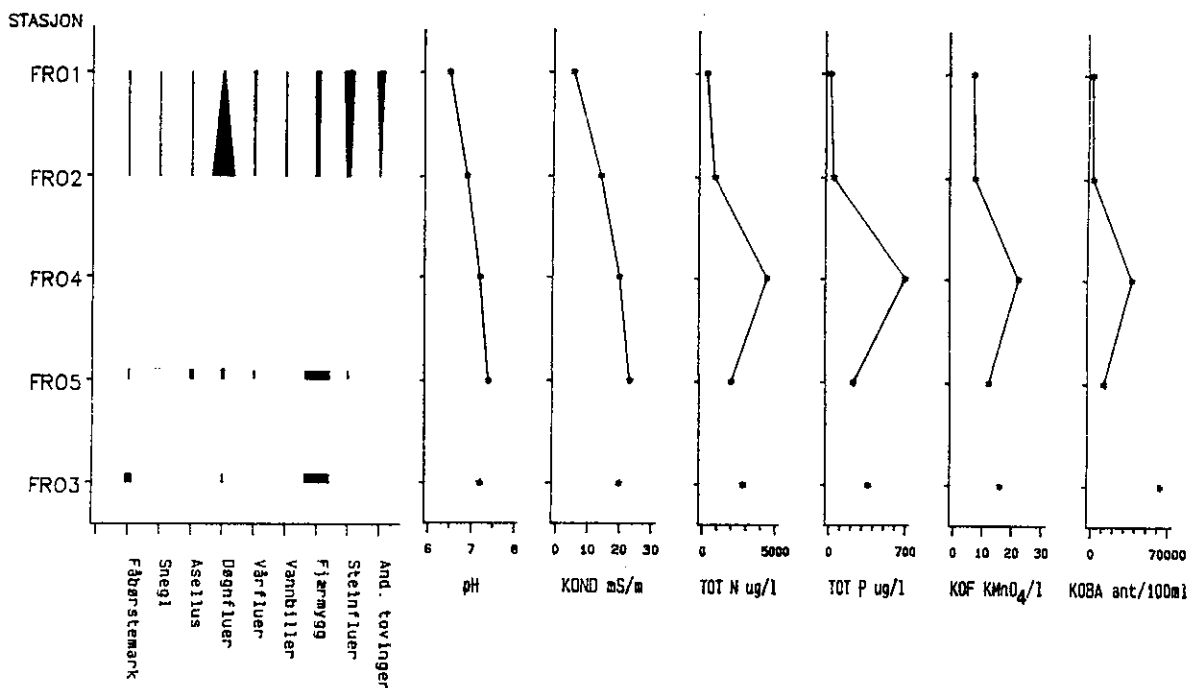 STASJON
FRO1
FRO2
FRO4
FRO5
FRO3
Fåbørstemark
Snegl
Asellus
Døgnfluer
Vårfluer
Vannbiller
Fjærmygg
Steinfluer
And. tovinger
6 7 8
pH
0 10 20 30
KOND mS/m
0 5000
TOT N ug/l
0 700
TOT P ug/l
0 10 20 30
KOF KMnO4/l
0 70000
KOBA ant/100ml